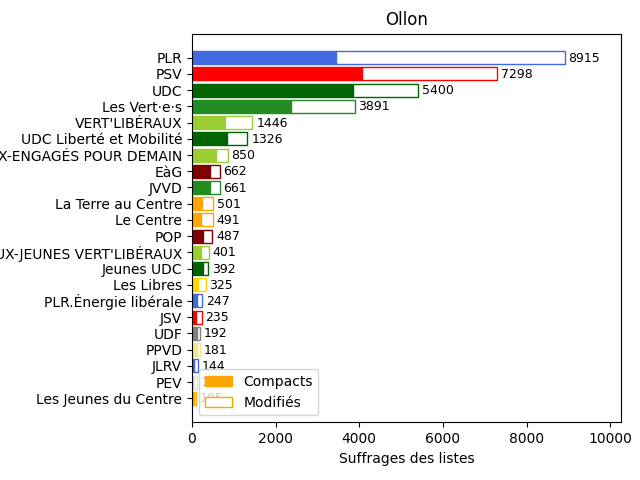 Ollon
PLR 8915
PSV 7298
UDC 5400
Les Vert·e·s 3891
VERT'LIBÉRAUX 1446
UDC Liberté et Mobilité 1326
X-ENGAGÉS POUR DEMAIN 850
EàG 662
JVVD 661
La Terre au Centre 501
Le Centre 491
POP 487
UX-JEUNES VERT'LIBÉRAUX 401
Jeunes UDC 392
Les Libres 325
PLR.Énergie libérale 247
JSV 235
UDF 192
PPVD 181
JLRV 144
PEV
Les Jeunes du Centre 105
Compacts
Modifiés
0 2000 4000 6000 8000 10000
Suffrages des listes